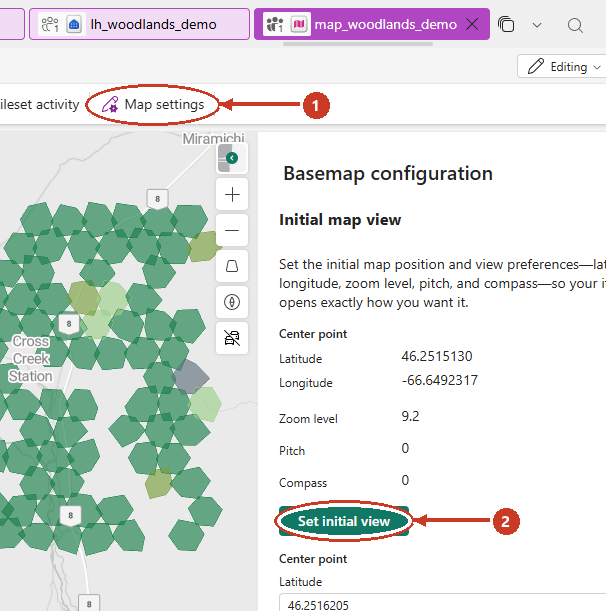 1
lh_woodlands_demo
1
map_woodlands_demo
Editing
ileset activity
Map settings
1
Miramichi
8
8
Cross
Creek
Station
8
8
Basemap configuration
Initial map view
Set the initial map position and view preferences—lat
longitude, zoom level, pitch, and compass—so your it
opens exactly how you want it.
Center point
Latitude
46.2515130
Longitude
-66.6492317
Zoom level
9.2
Pitch
0
Compass
0
Set initial view
2
Center point
Latitude
46.2516205